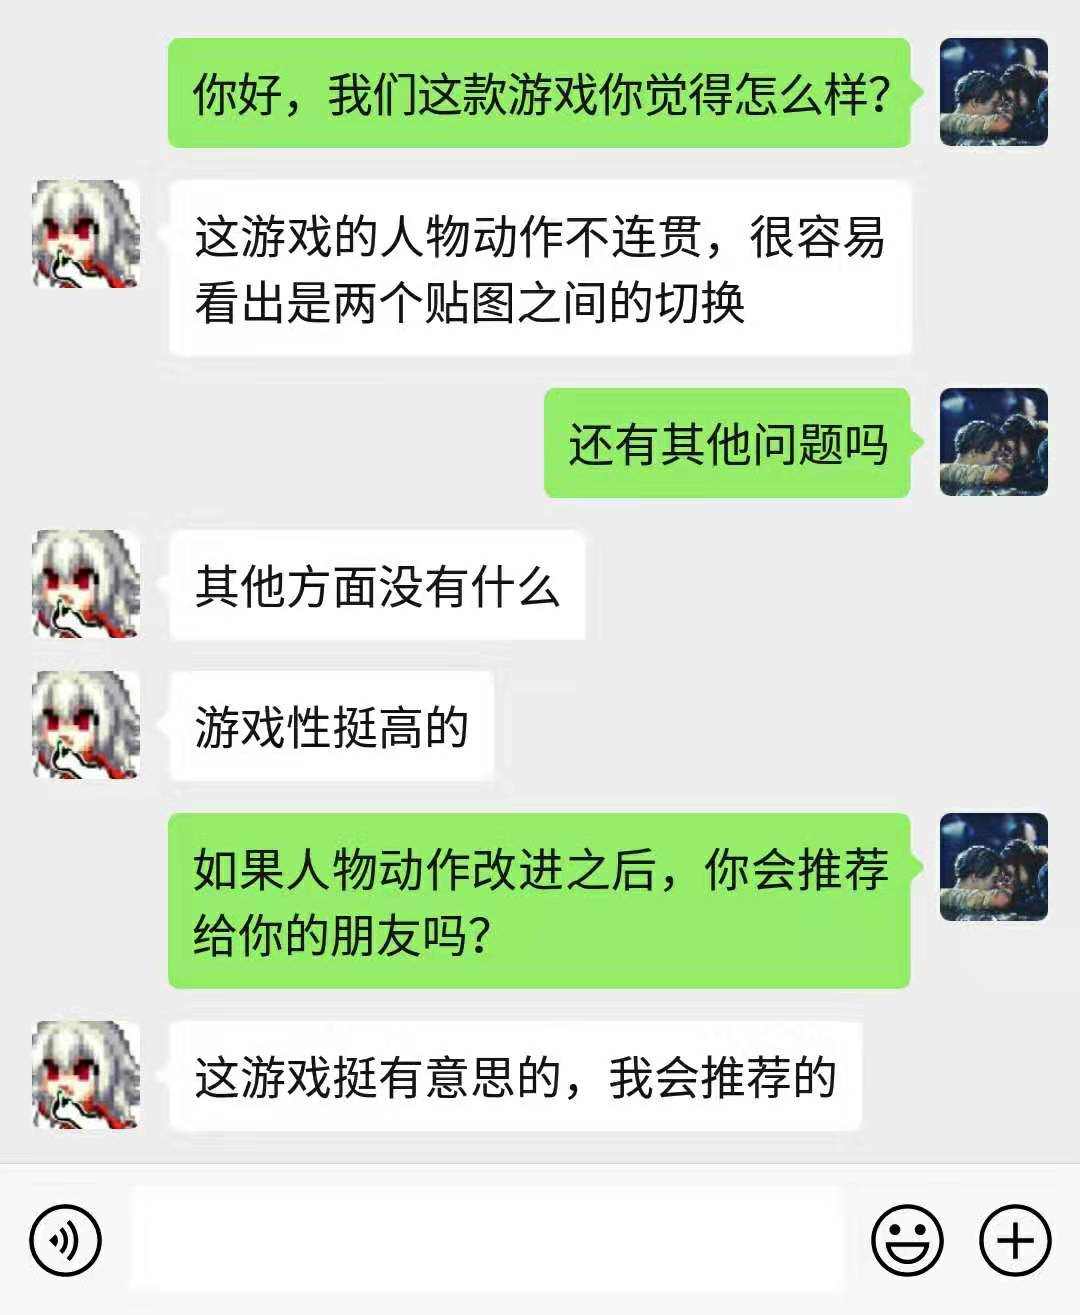 你好，我们这款游戏你觉得怎么样？
这游戏的人物动作不连贯，很容易
看出是两个贴图之间的切换
还有其他问题吗
其他方面没有什么
游戏性挺高的
如果人物动作改进之后，你会推荐
给你的朋友吗？
这游戏挺有意思的，我会推荐的